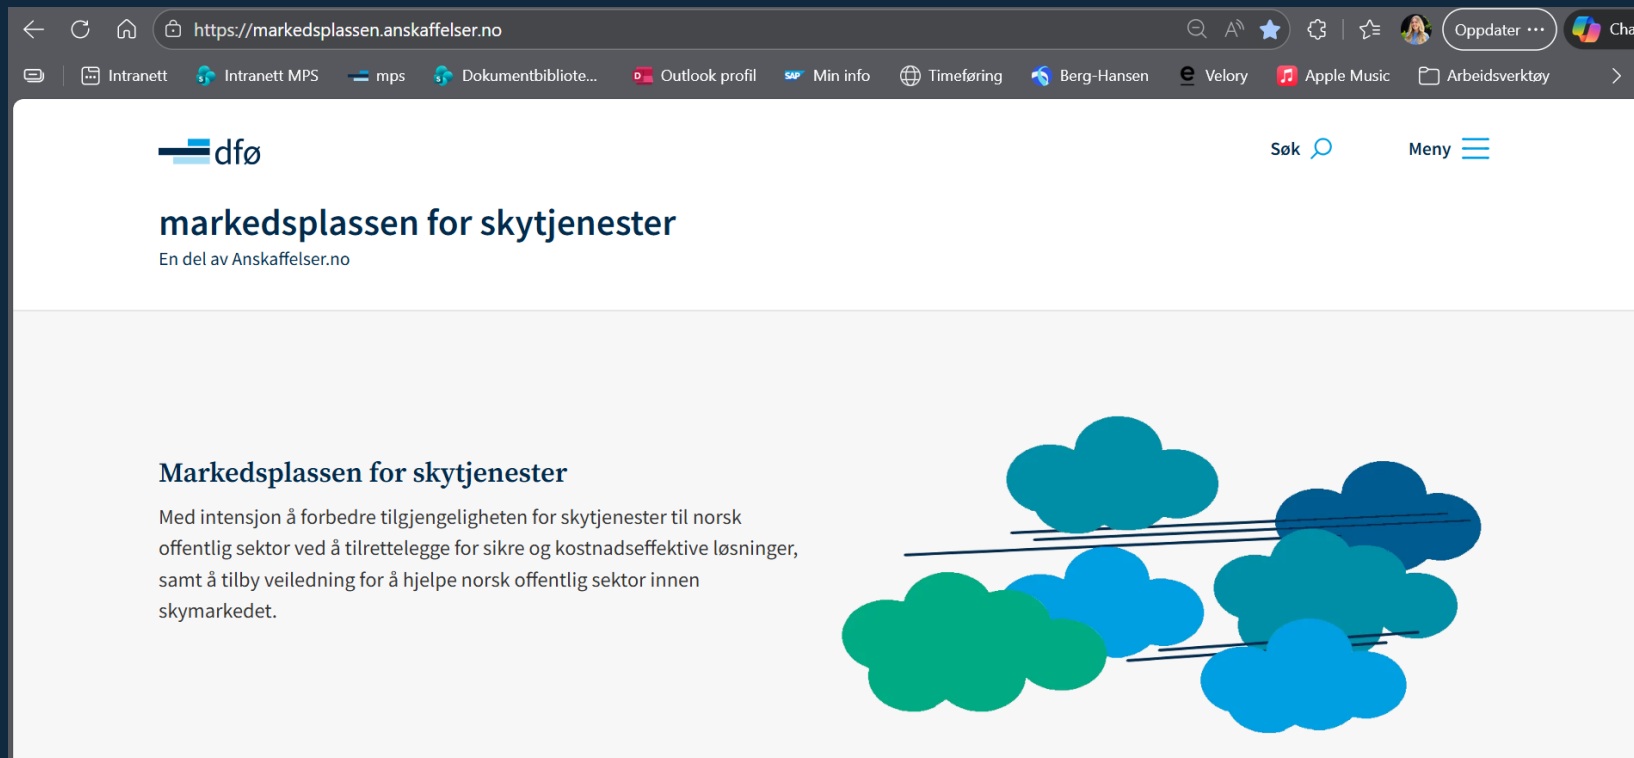 https://markedsplassen.anskaffelser.no
Oppdater
Cha
Intranett
Intranett MPS
mps
Dokumentbibliote...
Outlook profil
SAP Min info
Timeføring
Berg-Hansen
Velory
Apple Music
Arbeidsverktøy
dfø
Søk
Meny
markedsplassen for skytjenester
En del av Anskaffelser.no
Markedsplassen for skytjenester
Med intensjon å forbedre tilgjengeligheten for skytjenester til norsk
offentlig sektor ved å tilrettelegge for sikre og kostnadseffektive løsninger,
samt å tilby veiledning for å hjelpe norsk offentlig sektor innen
skymarkedet.